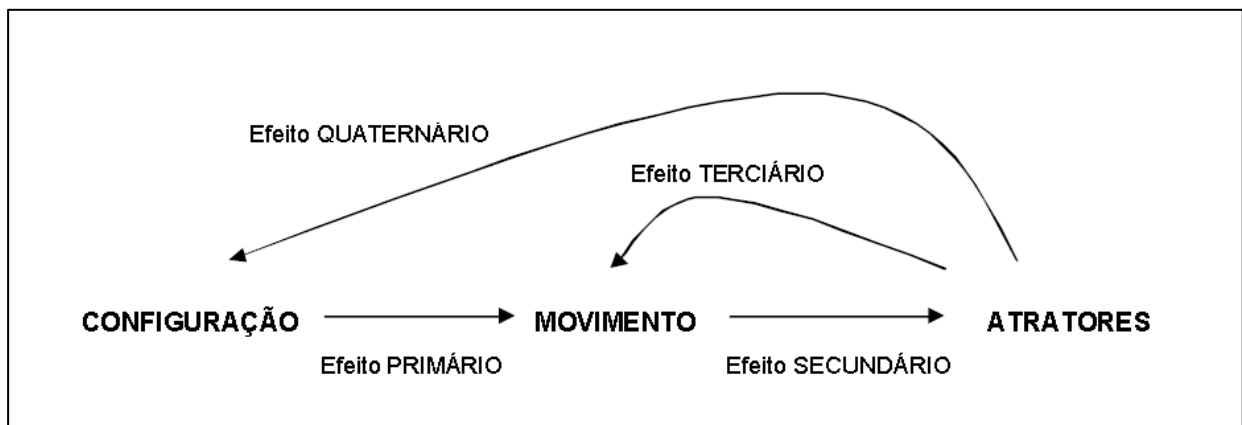 Efeito QUATERNÁRIO
Efeito TERCIÁRIO
CONFIGURAÇÃO
MOVIMENTO
ATRATORES
Efeito PRIMÁRIO
Efeito SECUNDÁRIO